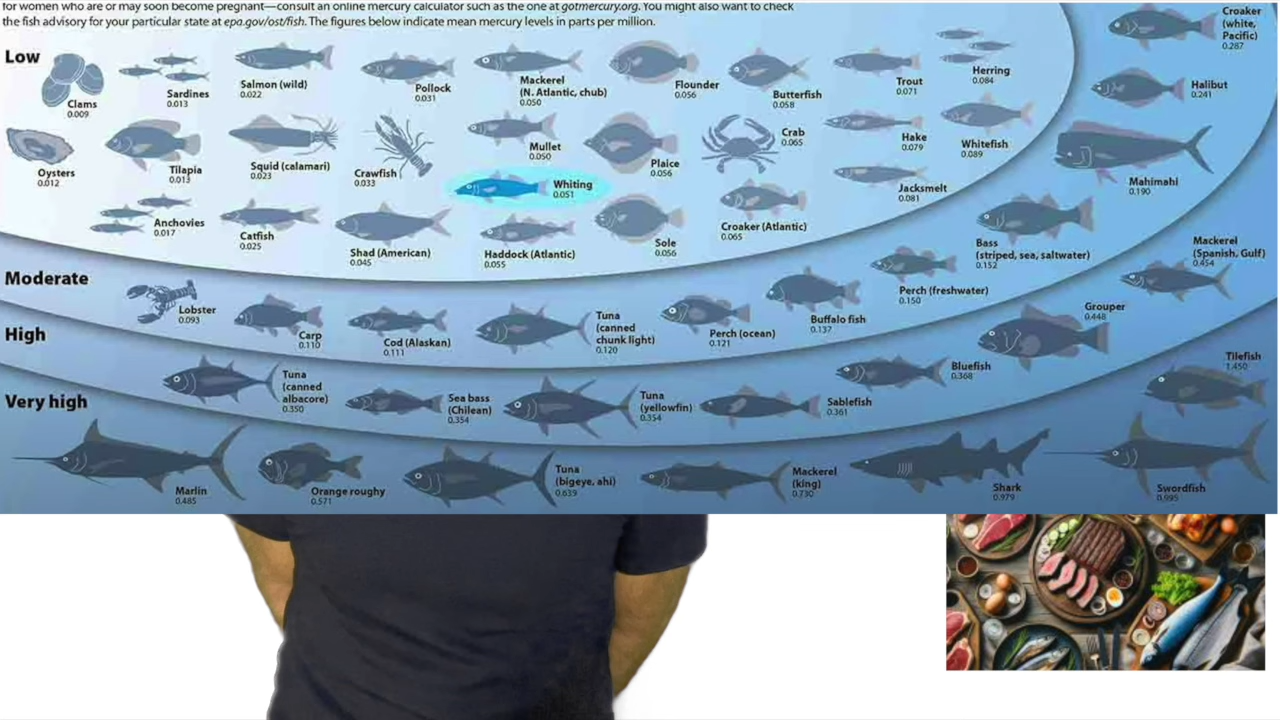 for women who are or may soon become pregnant—consult an online mercury calculator such as the one at gotmercury.org. You might also want to check
the fish advisory for your particular state at epa.gov/ost/fish. The figures below indicate mean mercury levels in parts per million.
Low
Clams
0.009
Sardines
0.013
Salmon (wild)
0.022
Pollock
0.031
Mackerel
(N. Atlantic, chub)
0.050
Flounder
0.056
Butterfish
0.058
Trout
0.071
Herring
0.084
Croaker
(white,
Pacific)
0.287
Halibut
0.241
Oysters
0.012
Tilapia
0.013
Squid (calamari)
0.023
Crawfish
0.033
Mullet
0.050
Whiting
0.051
Plaice
0.056
Crab
0.065
Hake
0.079
Whitefish
0.089
Jacksmelt
0.081
Mahimahi
0.190
Anchovies
0.017
Catfish
0.025
Shad (American)
0.045
Haddock (Atlantic)
0.055
Sole
0.056
Croaker (Atlantic)
0.065
Bass
(striped, sea, saltwater)
0.152
Mackerel
(Spanish, Gulf)
0.454
Moderate
Lobster
0.093
Carp
0.110
Cod (Alaskan)
0.111
Tuna
(canned
chunk light)
0.120
Perch (ocean)
0.121
Buffalo fish
0.137
Perch (freshwater)
0.150
Grouper
0.448
High
Tuna
(canned
albacore)
0.350
Sea bass
(Chilean)
0.354
Tuna
(yellowfin)
0.354
Sablefish
0.361
Bluefish
0.368
Tilefish
1.450
Very high
Marlin
0.485
Orange roughy
0.571
Tuna
(bigeye, ahi)
0.639
Mackerel
(king)
0.730
Shark
0.979
Swordfish
0.995